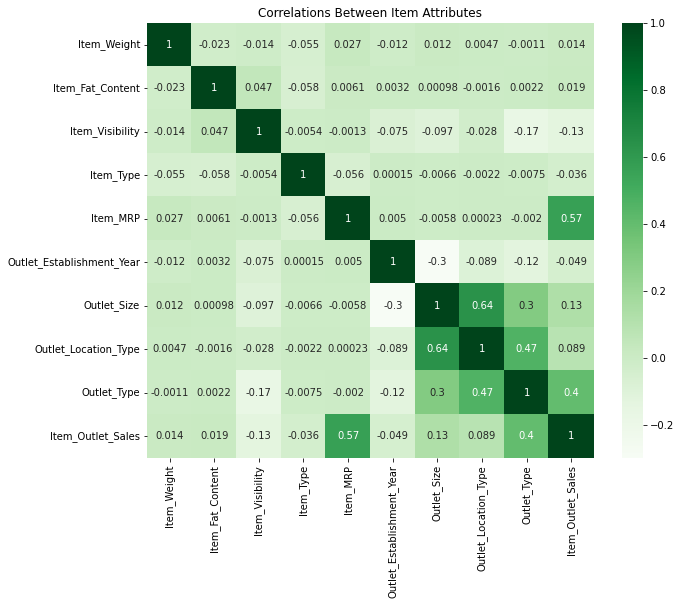 Correlations Between Item Attributes
Item_Weight 1 -0.023 -0.014 -0.055 0.027 -0.012 0.012 0.0047 -0.0011 0.014
Item_Fat_Content -0.023 1 0.047 -0.058 0.0061 0.0032 0.00098 -0.0016 0.0022 0.019
Item_Visibility -0.014 0.047 1 -0.0054 -0.0013 -0.075 -0.097 -0.028 -0.17 -0.13
Item_Type -0.055 -0.058 -0.0054 1 -0.056 0.00015 -0.0066 -0.0022 -0.0075 -0.036
Item_MRP 0.027 0.0061 -0.0013 -0.056 1 0.005 -0.0058 0.00023 -0.002 0.57
Outlet_Establishment_Year -0.012 0.0032 -0.075 0.00015 0.005 1 -0.3 -0.089 -0.12 -0.049
Outlet_Size 0.012 0.00098 -0.097 -0.0066 -0.0058 -0.3 1 0.64 0.3 0.13
Outlet_Location_Type 0.0047 -0.0016 -0.028 -0.0022 0.00023 -0.089 0.64 1 0.47 0.089
Outlet_Type -0.0011 0.0022 -0.17 -0.0075 -0.002 -0.12 0.3 0.47 1 0.4
Item_Outlet_Sales 0.014 0.019 -0.13 -0.036 0.57 -0.049 0.13 0.089 0.4 1
Item_Weight
Item_Fat_Content
Item_Visibility
Item_Type
Item_MRP
Outlet_Establishment_Year
Outlet_Size
Outlet_Location_Type
Outlet_Type
Item_Outlet_Sales
1.0
0.8
0.6
0.4
0.2
0.0
−0.2